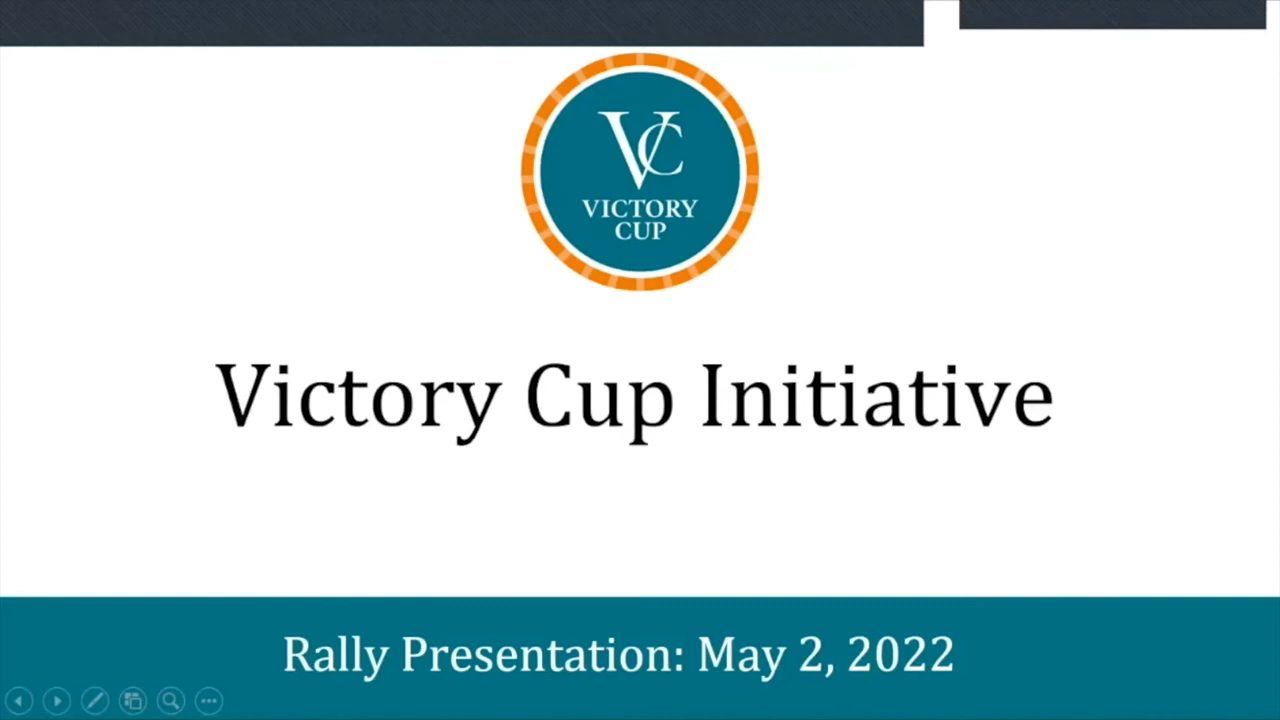 VC
VICTORY
CUP
Victory Cup Initiative
Rally Presentation: May 2, 2022